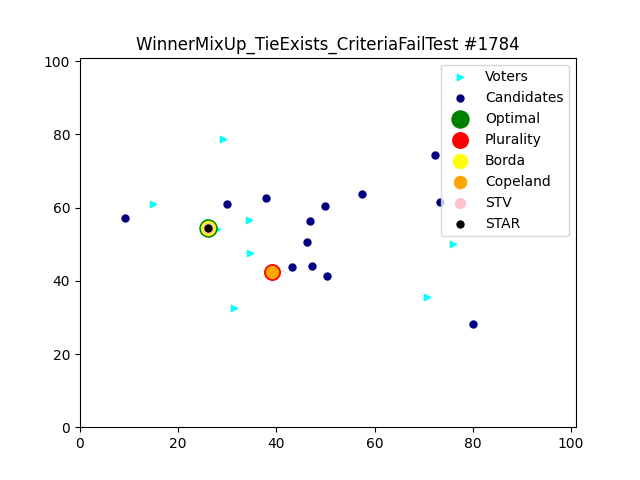 WinnerMixUp_TieExists_CriteriaFailTest #1784
100
80
60
40
20
0
0 20 40 60 80 100
Voters
Candidates
Optimal
Plurality
Borda
Copeland
STV
STAR